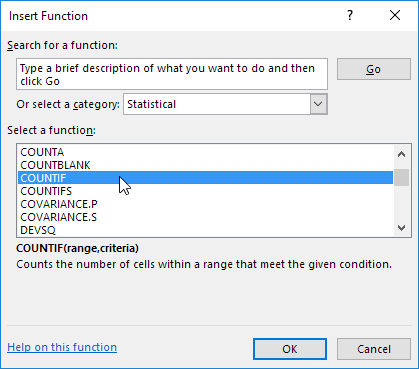 Insert Function
Search for a function:
Type a brief description of what you want to do and then
click Go
Go
Or select a category: Statistical
Select a function:
COUNTA
COUNTBLANK
COUNTIF
COUNTIFS
COVARIANCE.P
COVARIANCE.S
DEVSQ
COUNTIF(range,criteria)
Counts the number of cells within a range that meet the given condition.
Help on this function
OK
Cancel